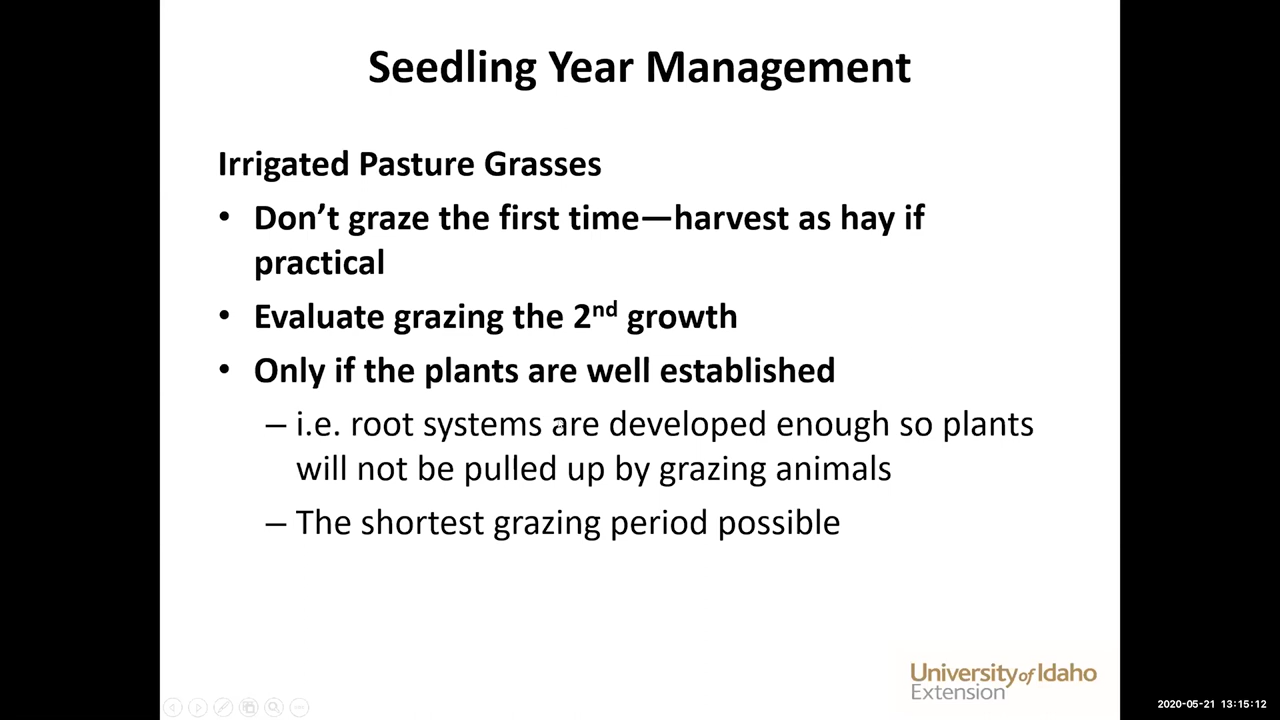 Seedling Year Management
Irrigated Pasture Grasses
• Don’t graze the first time—harvest as hay if
practical
• Evaluate grazing the 2nd growth
• Only if the plants are well established
– i.e. root systems are developed enough so plants
will not be pulled up by grazing animals
– The shortest grazing period possible
University of Idaho
Extension
2020-05-21 13:15:12